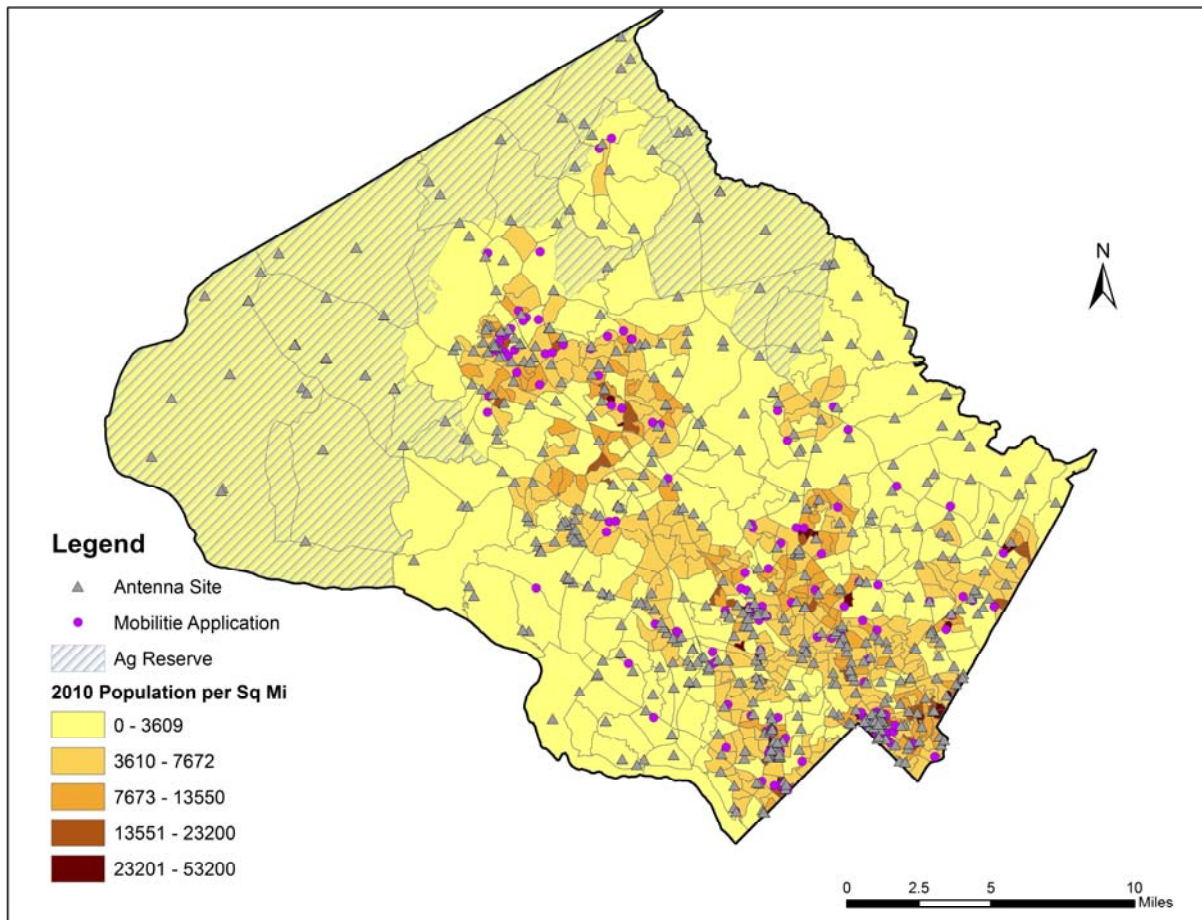 N
Legend
Antenna Site
Mobilitie Application
Ag Reserve
2010 Population per Sq Mi
0 - 3609
3610 - 7672
7673 - 13550
13551 - 23200
23201 - 53200
0 2.5 5 10
Miles